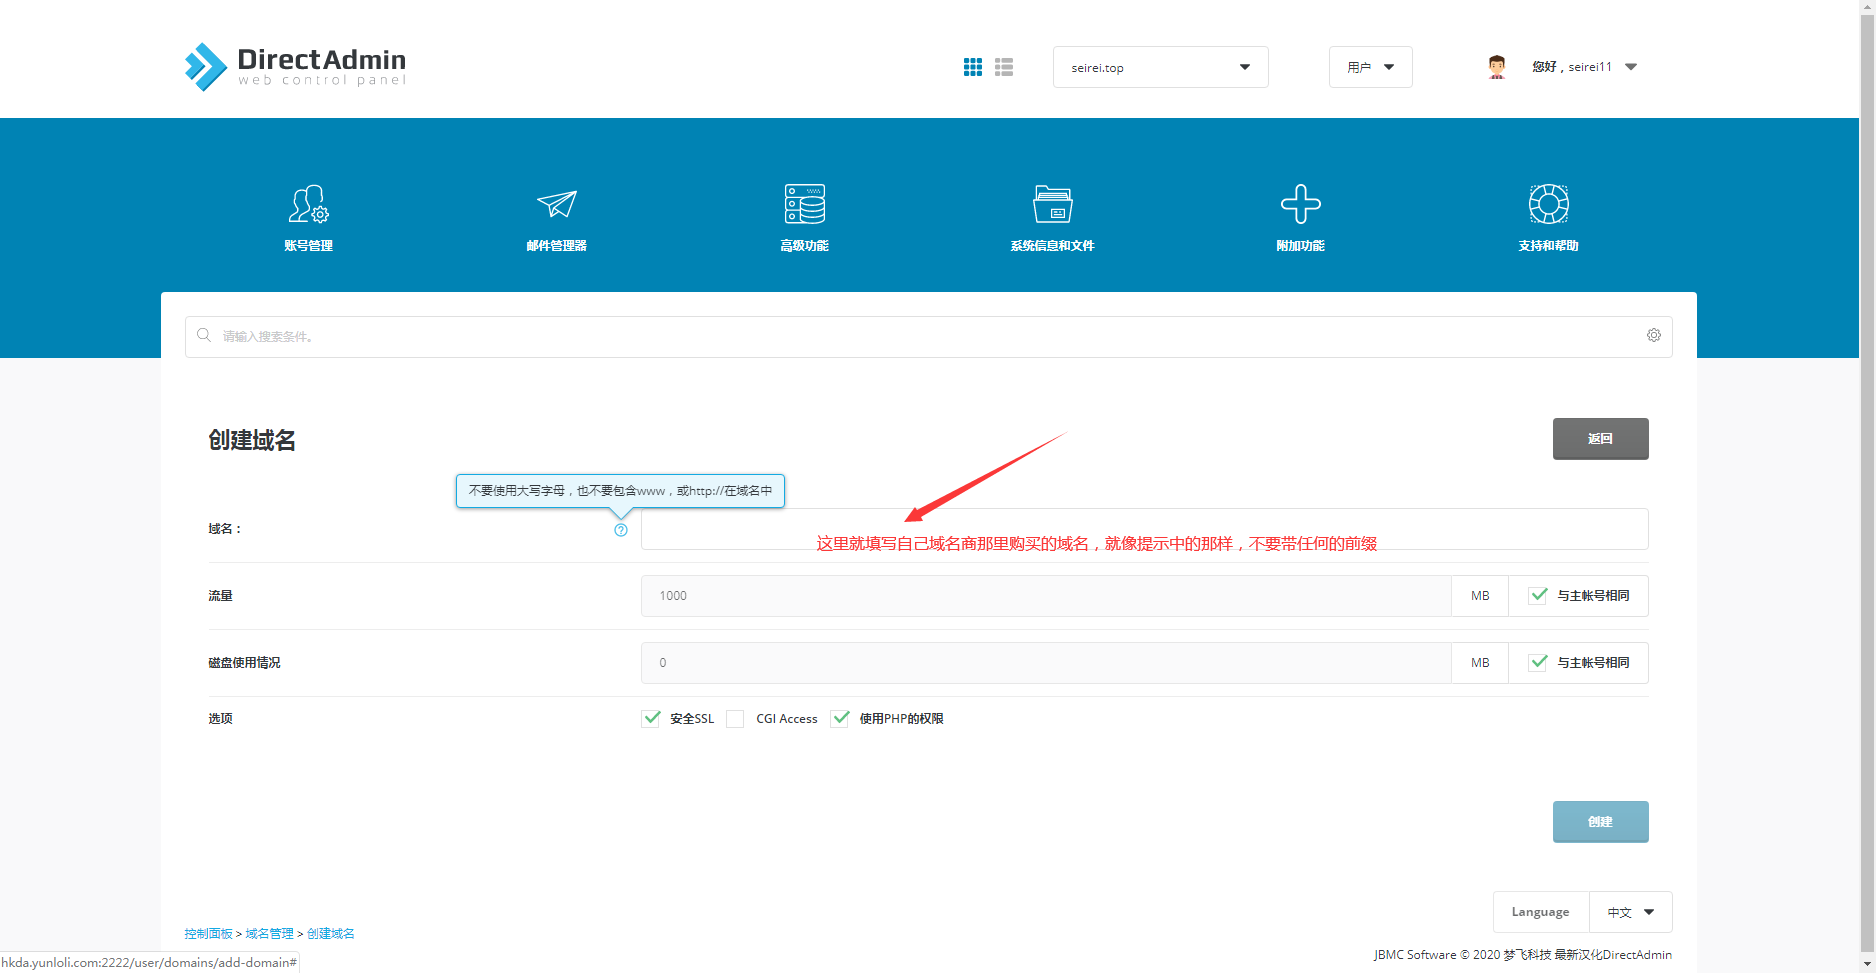 DirectAdmin
web control panel
seirei.top
用户
您好，seirei11
账号管理
邮件管理器
高级功能
系统信息和文件
附加功能
支持和帮助
请输入搜索条件。
创建域名
返回
不要使用大写字母，也不要包含www，或http://在域名中
域名：
这里就填写自己域名商那里购买的域名，就像提示中的那样，不要带任何的前缀
流量
1000
MB
与主帐号相同
磁盘使用情况
0
MB
与主帐号相同
选项
安全SSL
CGI Access
使用PHP的权限
创建
Language
中文
控制面板 > 域名管理 > 创建域名
JBMC Software © 2020 梦飞科技 最新汉化DirectAdmin
hkda.yunloli.com:2222/user/domains/add-domain#